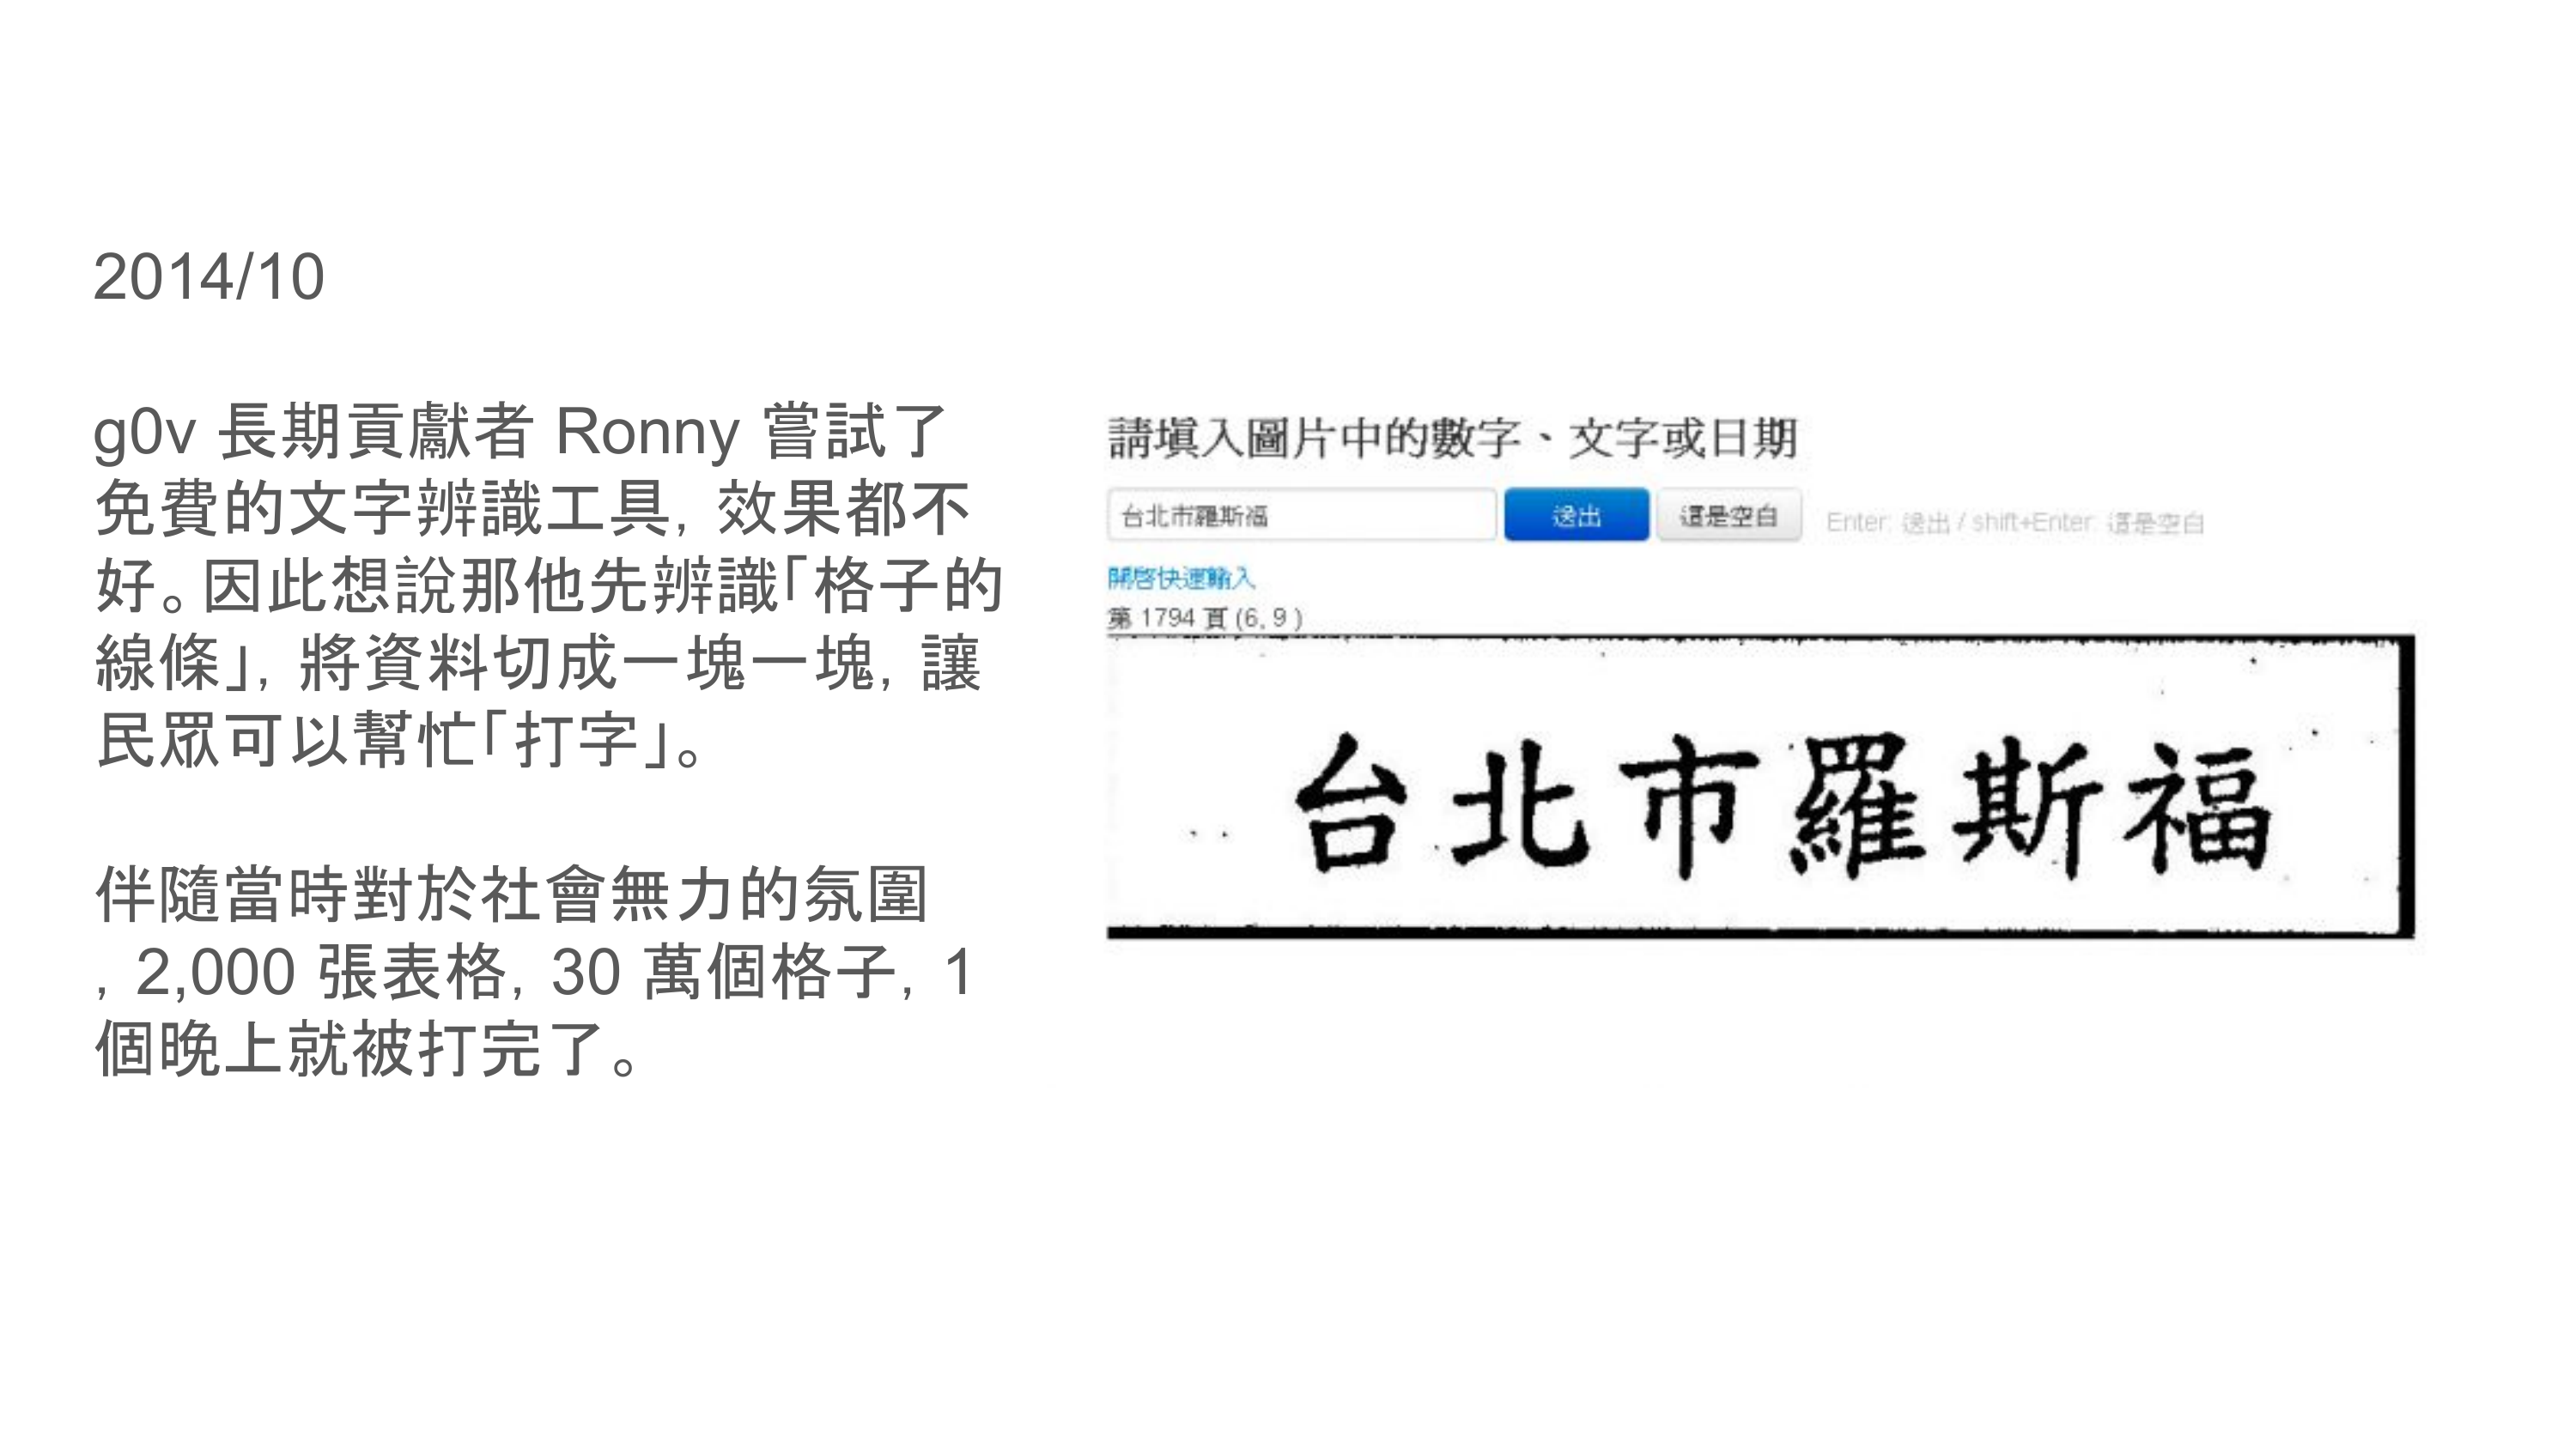 2014/10
g0v 長期貢獻者 Ronny 嘗試了
免費的文字辨識工具，效果都不
好。因此想說那他先辨識「格子的
線條」，將資料切成一塊一塊，讓
民眾可以幫忙「打字」。
伴隨當時對於社會無力的氛圍
，2,000 張表格，30 萬個格子，1
個晚上就被打完了。
請填入圖片中的數字、文字或日期
台北市羅斯福 送出 這是空白 Enter: 送出 / shift+Enter: 這是空白
開啓快速輸入
第 1794 頁 (6, 9 )
台北市羅斯福